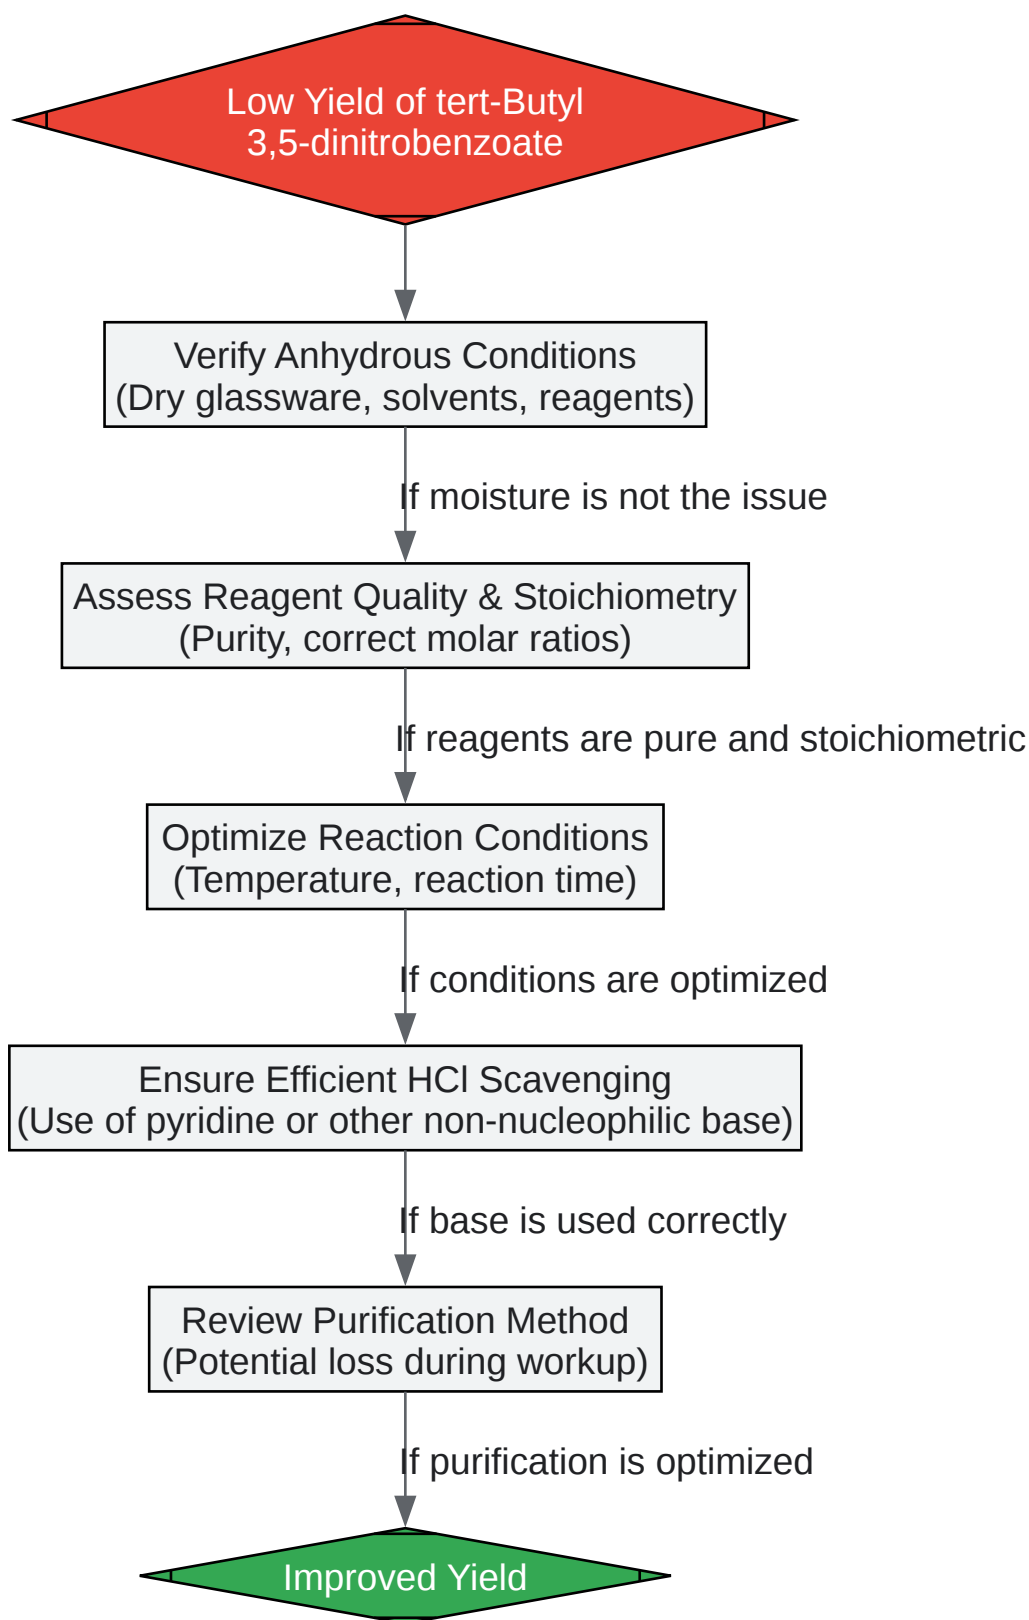 Low Yield of tert-Butyl
3,5-dinitrobenzoate
Verify Anhydrous Conditions
(Dry glassware, solvents, reagents)
If moisture is not the issue
Assess Reagent Quality & Stoichiometry
(Purity, correct molar ratios)
If reagents are pure and stoichiometric
Optimize Reaction Conditions
(Temperature, reaction time)
If conditions are optimized
Ensure Efficient HCl Scavenging
(Use of pyridine or other non-nucleophilic base)
If base is used correctly
Review Purification Method
(Potential loss during workup)
If purification is optimized
Improved Yield